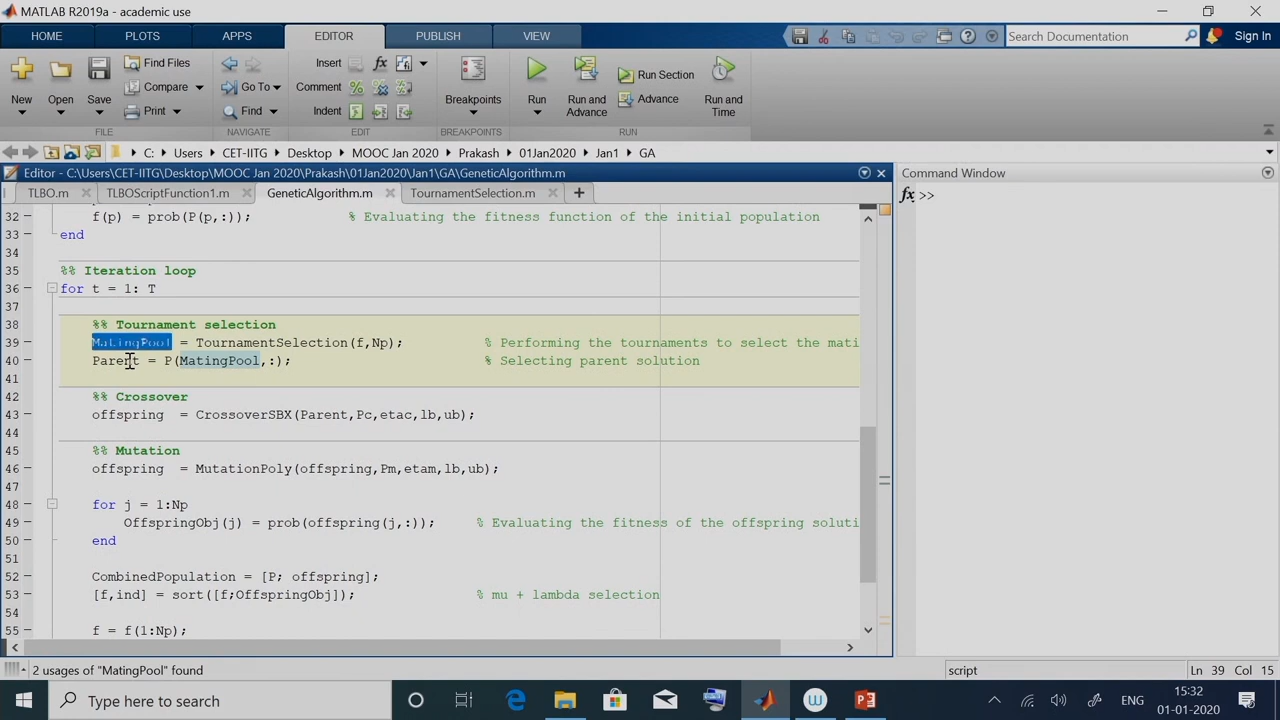 MATLAB R2019a - academic use
HOME PLOTS APPS EDITOR PUBLISH VIEW Search Documentation Sign In
Find Files Insert fx Run Section
Compare Go To Comment Advance
New Open Save Print Find Indent Breakpoints Run Run and Advance Run and Time
FILE NAVIGATE EDIT BREAKPOINTS RUN
C: Users CET-IITG Desktop MOOC Jan 2020 Prakash 01Jan2020 Jan1 GA
Editor - C:\Users\CET-IITG\Desktop\MOOC Jan 2020\Prakash\01Jan2020\Jan1\GA\GeneticAlgorithm.m Command Window
TLBO.m TLBOScriptFunction1.m GeneticAlgorithm.m TournamentSelection.m fx >>
32 f(p) = prob(P(p,:)); % Evaluating the fitness function of the initial population
33 end
34
35 %% Iteration loop
36 for t = 1: T
37
38 %% Tournament selection
39 MatingPool = TournamentSelection(f,Np); % Performing the tournaments to select the mati
40 Parent = P(MatingPool,:); % Selecting parent solution
41
42 %% Crossover
43 offspring = CrossoverSBX(Parent,Pc,etac,lb,ub);
44
45 %% Mutation
46 offspring = MutationPoly(offspring,Pm,etam,lb,ub);
47
48 for j = 1:Np
49 OffspringObj(j) = prob(offspring(j,:)); % Evaluating the fitness of the offspring soluti
50 end
51
52 CombinedPopulation = [P; offspring];
53 [f,ind] = sort([f;OffspringObj]); % mu + lambda selection
54
55 f = f(1:Np);
2 usages of "MatingPool" found script Ln 39 Col 15
Type here to search ENG 15:32
01-01-2020